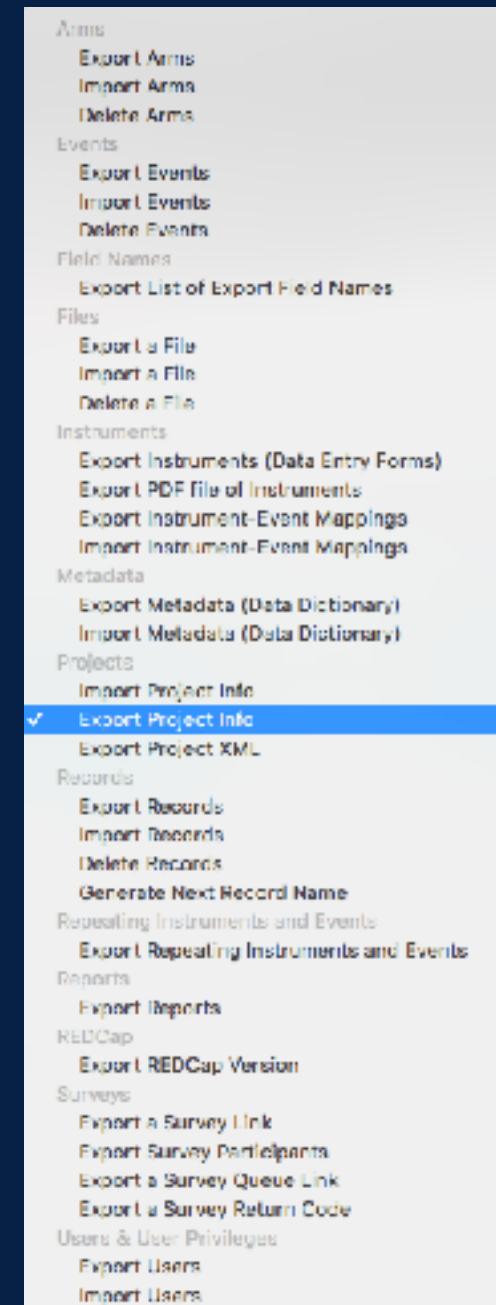 Arms
Export Arms
Import Arms
Delete Arms
Events
Export Events
Import Events
Delete Events
Field Names
Export List of Export Field Names
Files
Export a File
Import a File
Delete a File
Instruments
Export Instruments (Data Entry Forms)
Export PDF file of Instruments
Export Instrument-Event Mappings
Import Instrument-Event Mappings
Metadata
Export Metadata (Data Dictionary)
Import Metadata (Data Dictionary)
Projects
Import Project Info
✓ Export Project Info
Export Project XML
Records
Export Records
Import Records
Delete Records
Generate Next Record Name
Repeating Instruments and Events
Export Repeating Instruments and Events
Reports
Export Reports
REDCap
Export REDCap Version
Surveys
Export a Survey Link
Export Survey Participants
Export a Survey Queue Link
Export a Survey Return Code
Users & User Privileges
Export Users
Import Users